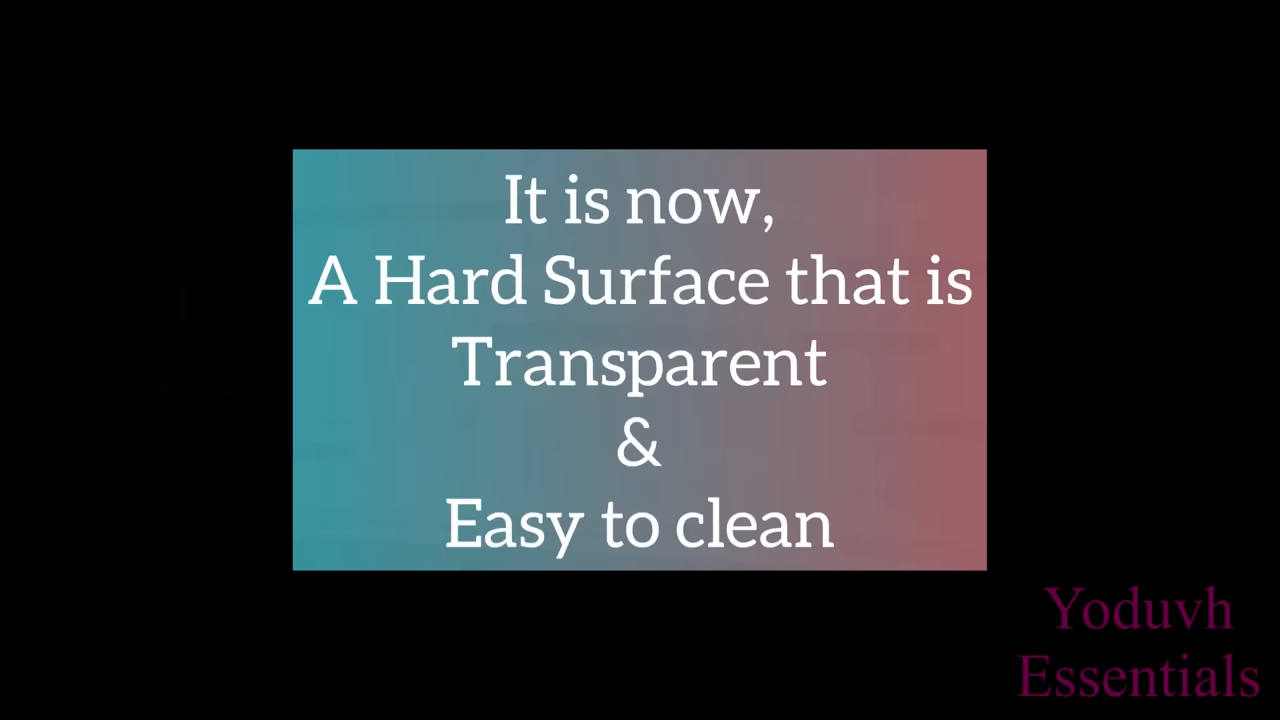 It is now,
A Hard Surface that is
Transparent
&
Easy to clean
Yoduvh
Essentials